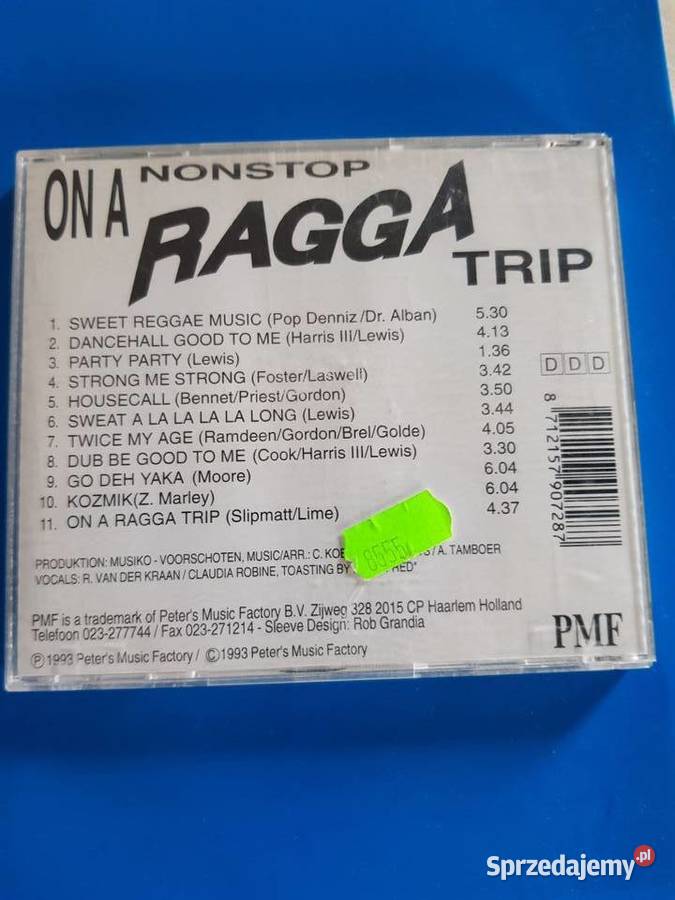 NONSTOP
ON A RAGGA
TRIP
1. SWEET REGGAE MUSIC (Pop Denniz/Dr. Alban) 5.30
2. DANCEHALL GOOD TO ME (Harris III/Lewis) 4.13
3. PARTY PARTY (Lewis) 1.36
4. STRONG ME STRONG (Foster/Laswell) 3.42
5. HOUSECALL (Bennet/Priest/Gordon) 3.50
6. SWEAT A LA LA LA LA LONG (Lewis) 3.44
7. TWICE MY AGE (Ramdeen/Gordon/Brel/Golde) 4.05
8. DUB BE GOOD TO ME (Cook/Harris III/Lewis) 3.30
9. GO DEH YAKA (Moore) 6.04
10. KOZMIK(Z. Marley) 6.04
11. ON A RAGGA TRIP (Slipmatt/Lime) 4.37
D D D
8 712157 907287
PRODUKTION: MUSIKO - VOORSCHOTEN, MUSIC/ARR.: C. / A. TAMBOER
VOCALS: R. VAN DER KRAAN / CLAUDIA ROBINE, TOASTING BY
PMF is a trademark of Peter's Music Factory B.V. Zijweg 328 2015 CP Haarlem Holland
Telefoon 023-277744 / Fax 023-271214 - Sleeve Design: Rob Grandia
Ⓟ1993 Peter's Music Factory / ©1993 Peter's Music Factory
PMF
Sprzedajemy.pl